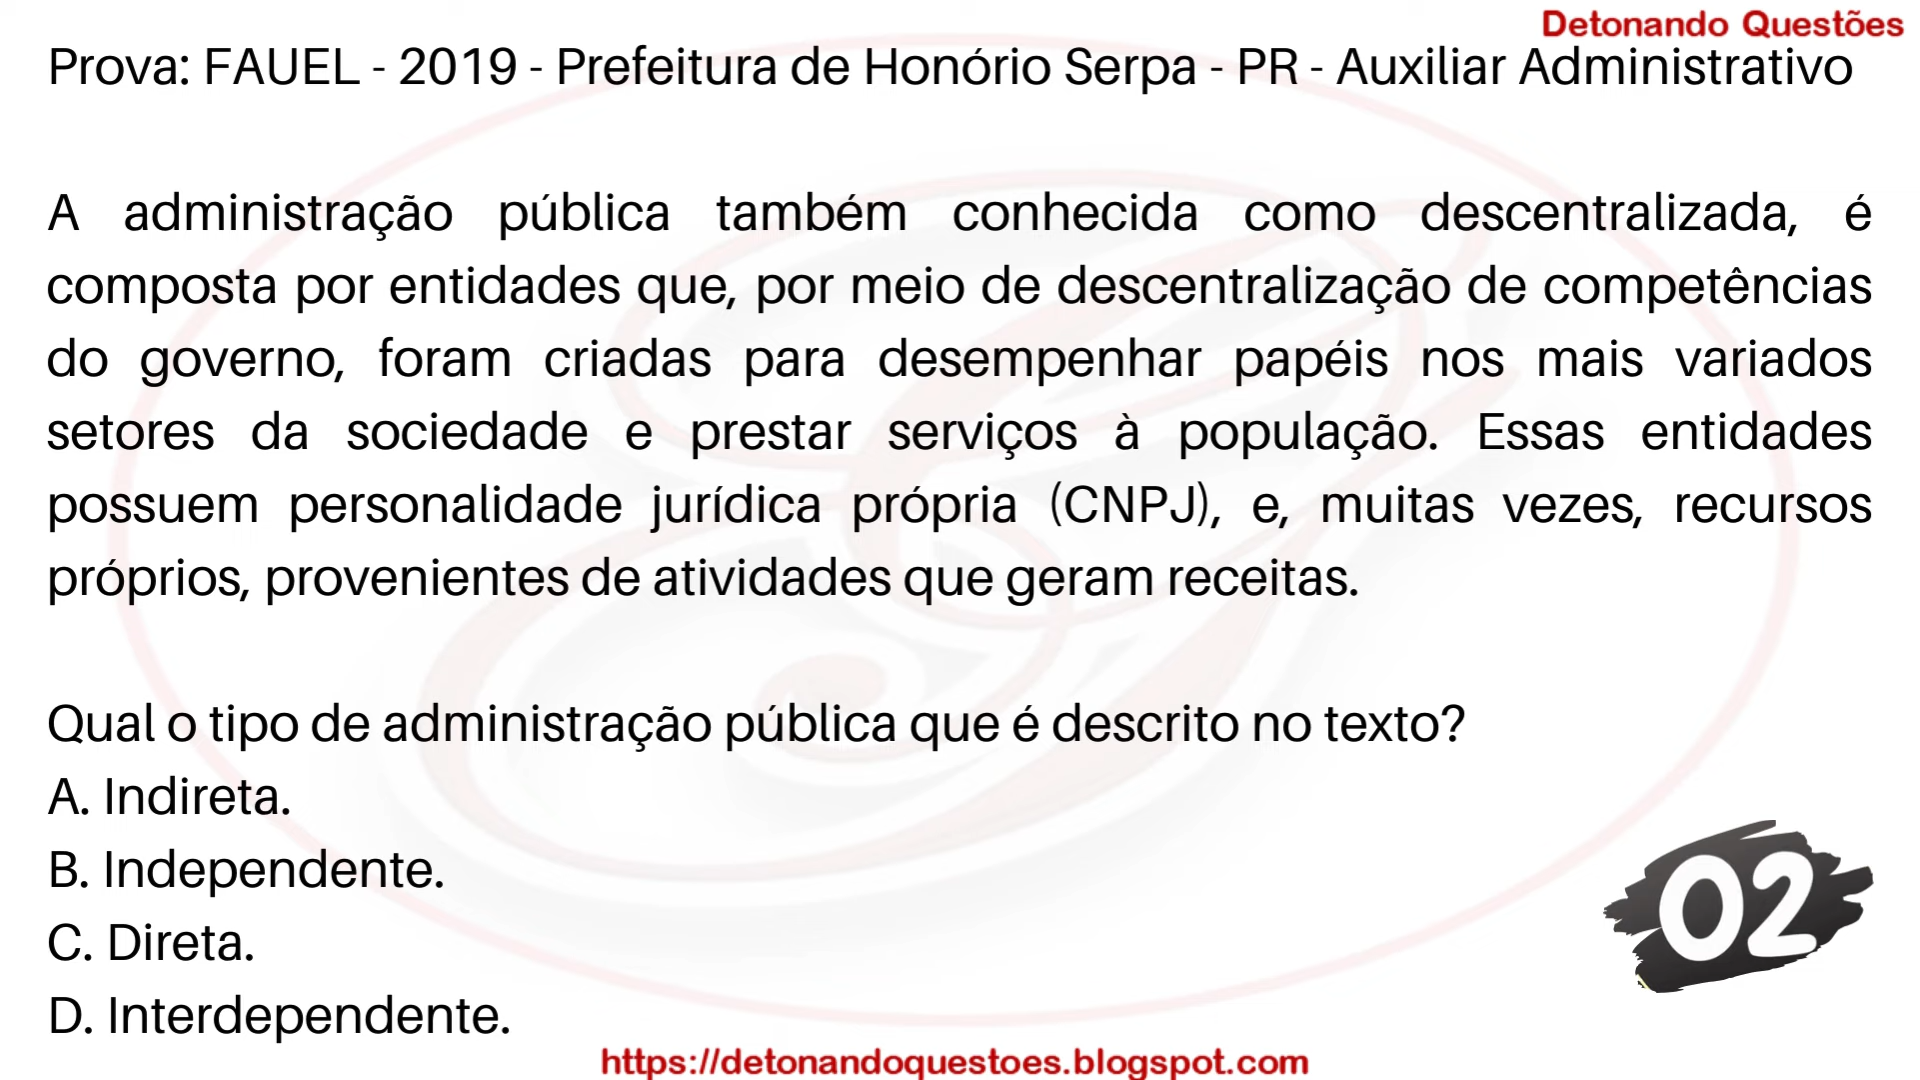 Detonando Questões
Prova: FAUEL - 2019 - Prefeitura de Honório Serpa - PR - Auxiliar Administrativo
A administração pública também conhecida como descentralizada, é
composta por entidades que, por meio de descentralização de competências
do governo, foram criadas para desempenhar papéis nos mais variados
setores da sociedade e prestar serviços à população. Essas entidades
possuem personalidade jurídica própria (CNPJ), e, muitas vezes, recursos
próprios, provenientes de atividades que geram receitas.
Qual o tipo de administração pública que é descrito no texto?
A. Indireta.
B. Independente.
C. Direta.
D. Interdependente.
02
https://detonandoquestoes.blogspot.com